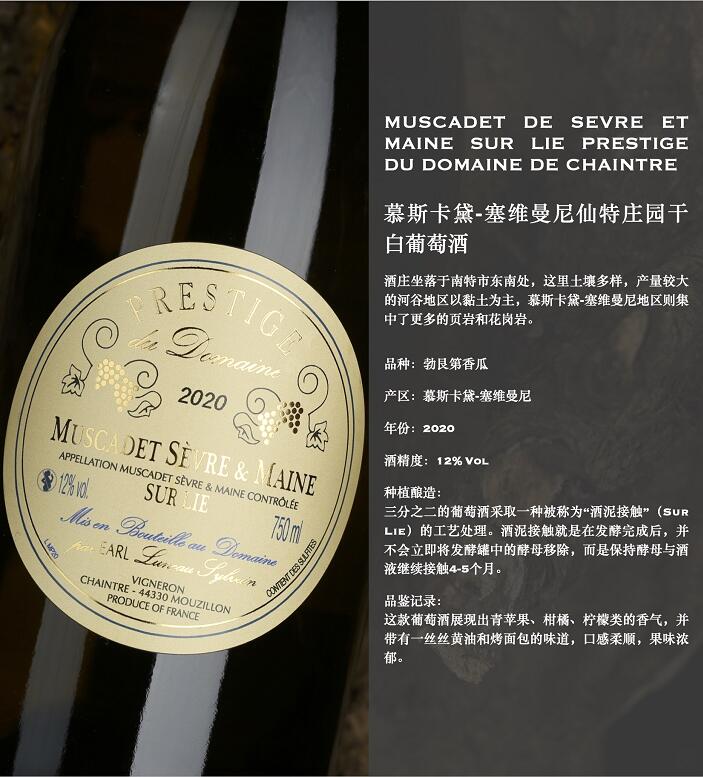 PRESTIGE
du Domaine
2020
MUSCADET SÈVRE & MAINE
APPELLATION MUSCADET SÈVRE & MAINE CONTRÔLÉE
SUR LIE
12% vol.
750 ml
Mis en Bouteille au Domaine
par EARL Luneau Sylvain
L.MP20
CONTIENT DES SULFITES
VIGNERON
CHAINTRE - 44330 MOUZILLON
PRODUCE OF FRANCE
MUSCADET DE SEVRE ET
MAINE SUR LIE PRESTIGE
DU DOMAINE DE CHAINTRE
慕斯卡黛-塞维曼尼仙特庄园干
白葡萄酒
酒庄坐落于南特市东南处，这里土壤多样，产量较大
的河谷地区以黏土为主，慕斯卡黛-塞维曼尼地区则集
中了更多的页岩和花岗岩。
品种：勃艮第香瓜
产区：慕斯卡黛-塞维曼尼
年份：2020
酒精度：12% VOL
种植酿造：
三分之二的葡萄酒采取一种被称为“酒泥接触”（SUR
LIE）的工艺处理。酒泥接触就是在发酵完成后，并
不会立即将发酵罐中的酵母移除，而是保持酵母与酒
液继续接触4-5个月。
品鉴记录：
这款葡萄酒展现出青苹果、柑橘、柠檬类的香气，并
带有一丝丝黄油和烤面包的味道，口感柔顺，果味浓
郁。